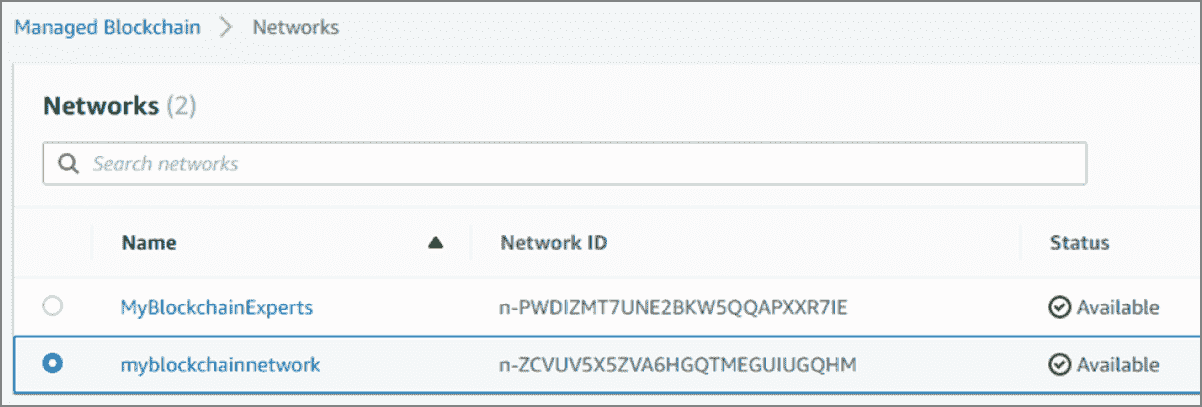 Managed Blockchain > Networks
Networks (2)
Search networks
Name Network ID Status
MyBlockchainExperts n-PWDIZMT7UNE2BKW5QQAPXXR7IE Available
myblockchainnetwork n-ZCVUV5X5ZVA6HGQTMEGUIUGQHM Available